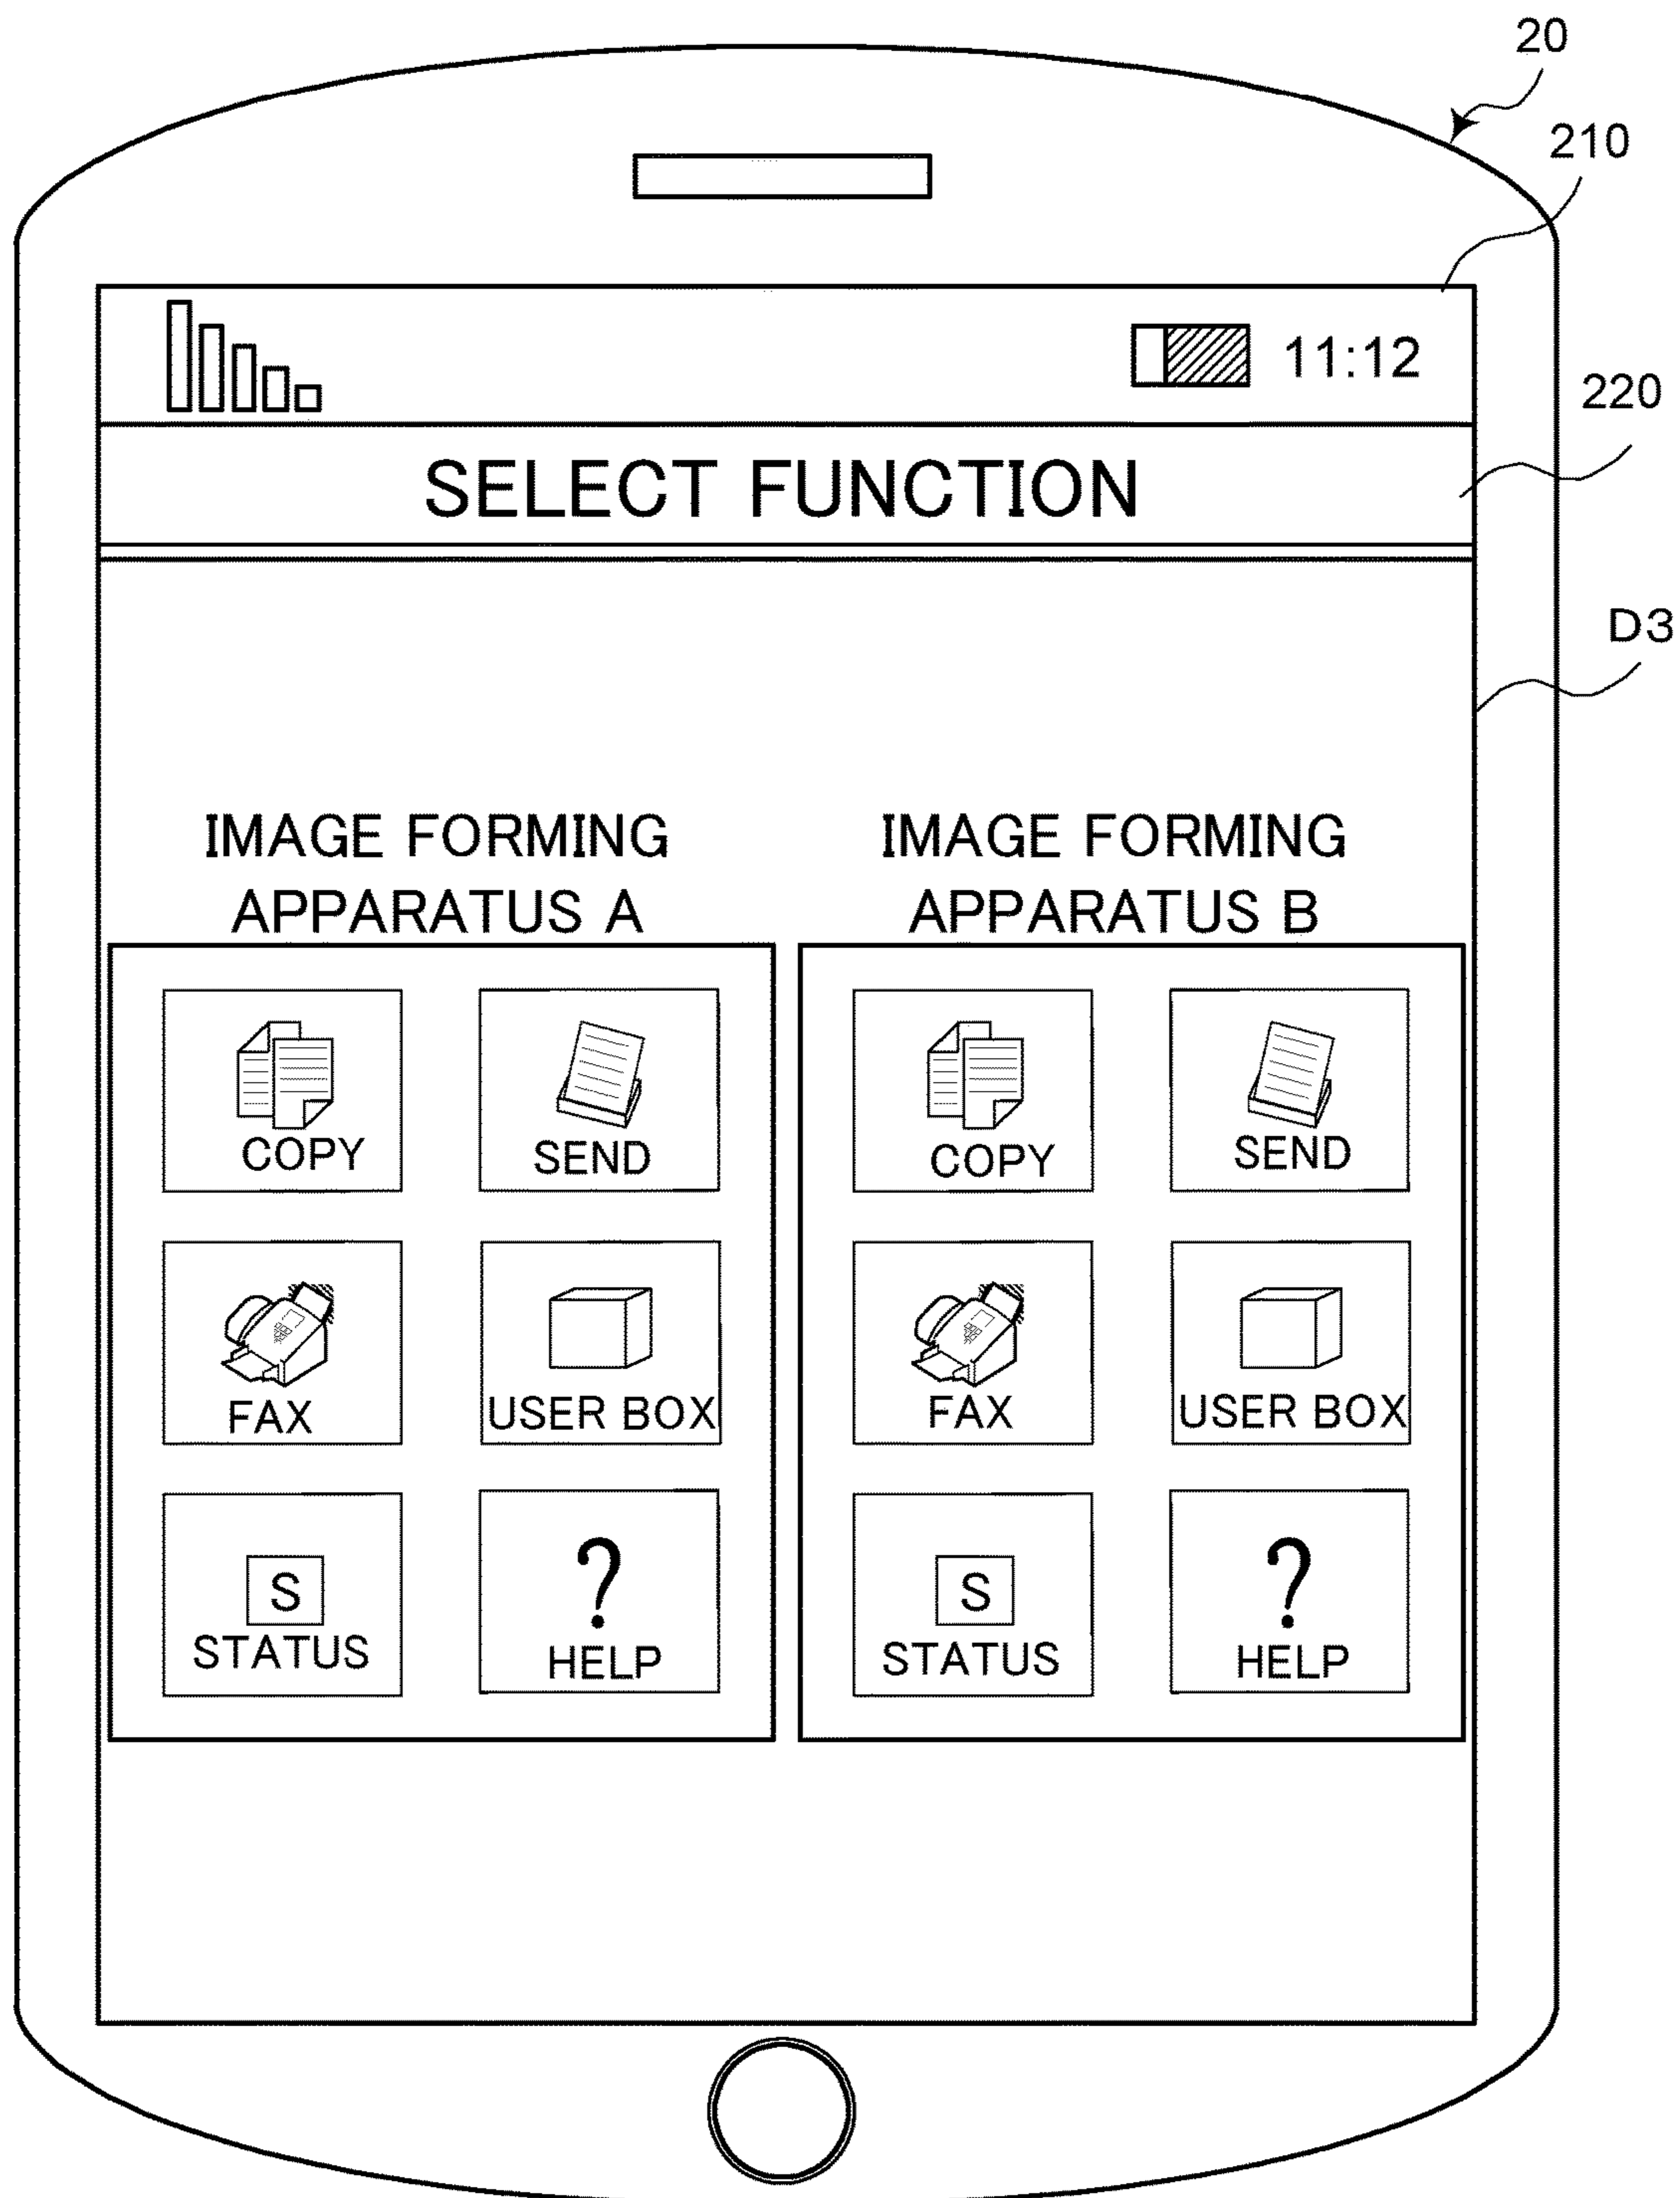 20
210
11:12
220
SELECT FUNCTION
D3
IMAGE FORMING
APPARATUS A
IMAGE FORMING
APPARATUS B
COPY
SEND
COPY
SEND
FAX
USER BOX
FAX
USER BOX
S
STATUS
?
HELP
S
STATUS
?
HELP